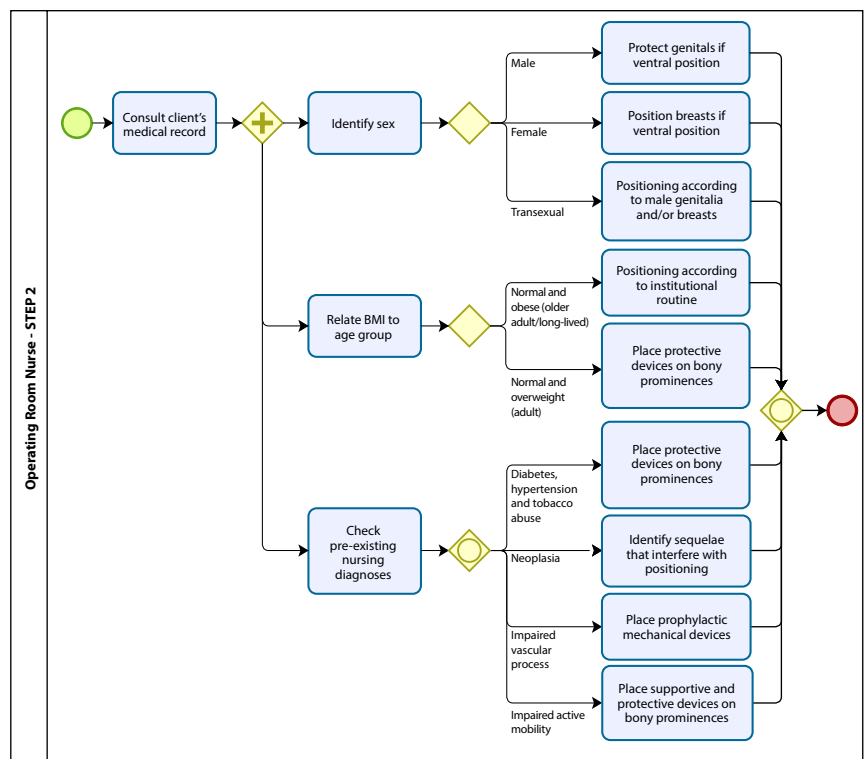 Operating Room Nurse - STEP 2
Consult client's
medical record
Identify sex
Male
Protect genitals if
ventral position
Female
Position breasts if
ventral position
Transexual
Positioning according
to male genitalia
and/or breasts
Relate BMI to
age group
Normal and
obese (older
adult/long-lived)
Positioning according
to institutional
routine
Normal and
overweight
(adult)
Place protective
devices on bony
prominences
Check
pre-existing
nursing
diagnoses
Diabetes,
hypertension
and tobacco
abuse
Place protective
devices on bony
prominences
Neoplasia
Identify sequelae
that interfere with
positioning
Impaired
vascular
process
Place prophylactic
mechanical devices
Impaired active
mobility
Place supportive and
protective devices on
bony prominences